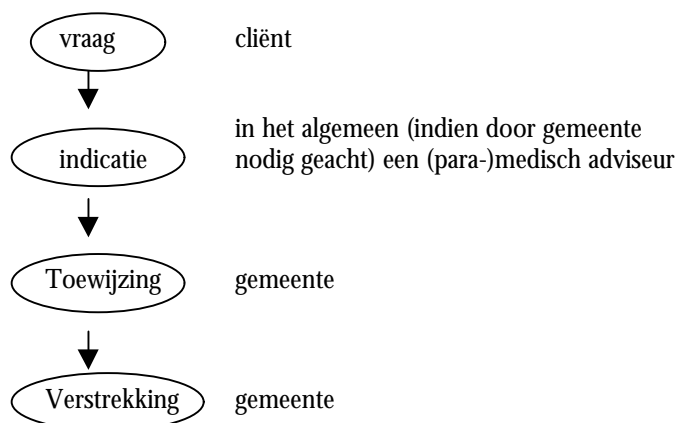 vraag cliënt
in het algemeen (indien door gemeente
indicatie nodig geacht) een (para-)medisch adviseur
Toewijzing gemeente
Verstrekking gemeente